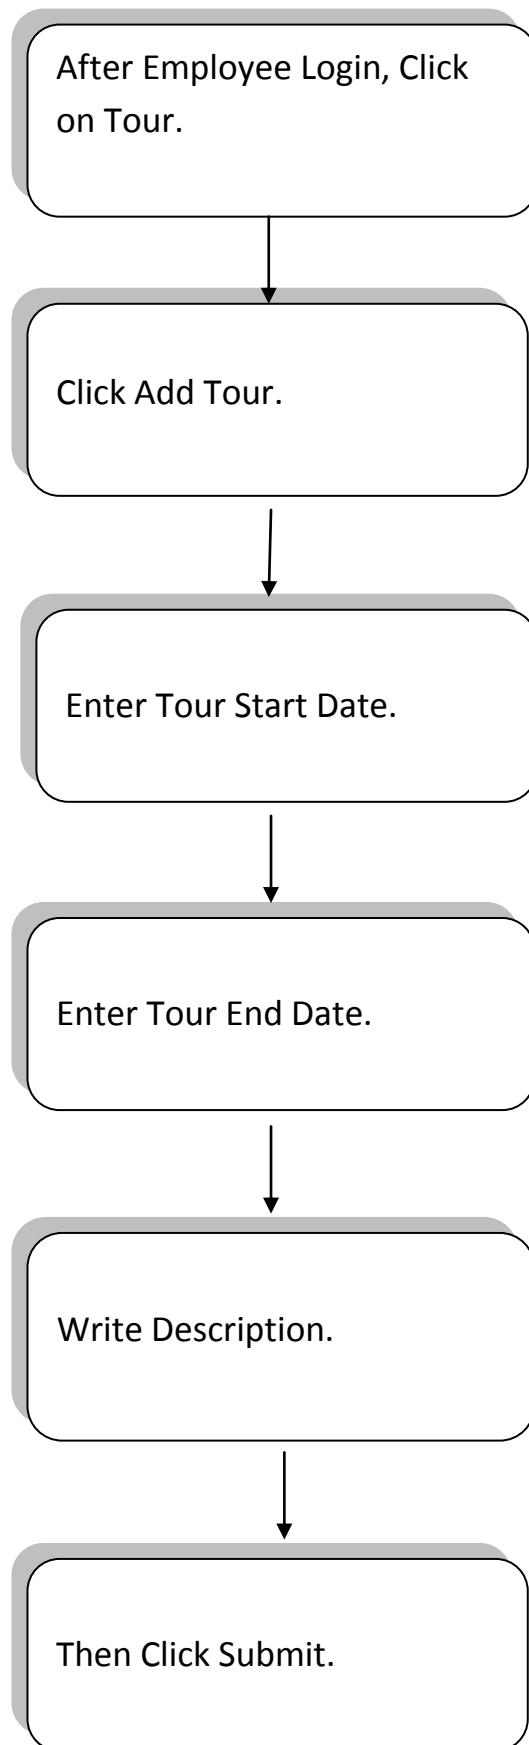 After Employee Login, Click
on Tour.
Click Add Tour.
Enter Tour Start Date.
Enter Tour End Date.
Write Description.
Then Click Submit.